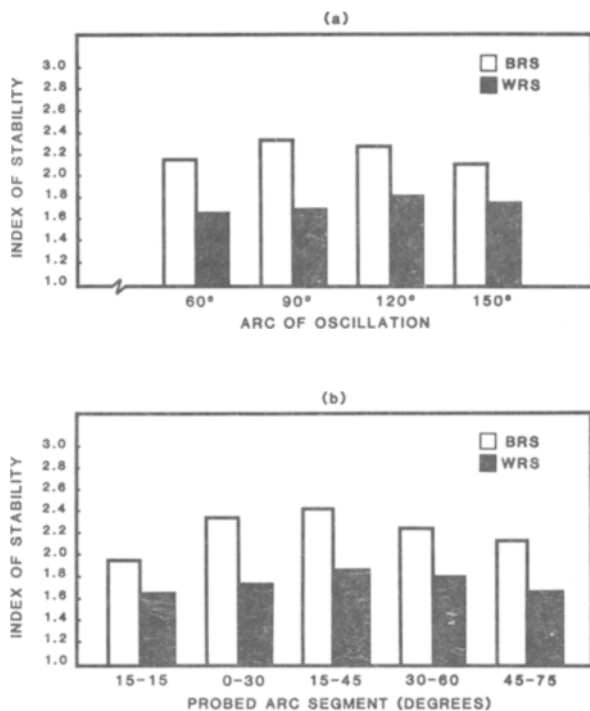 (a)
INDEX OF STABILITY
3.0
2.8
2.6
2.4
2.2
2.0
1.8
1.6
1.4
1.2
1.0
BRS
WRS
60° 90° 120° 150°
ARC OF OSCILLATION
(b)
INDEX OF STABILITY
3.0
2.8
2.6
2.4
2.2
2.0
1.8
1.6
1.4
1.2
1.0
BRS
WRS
15-15 0-30 15-45 30-60 45-75
PROBED ARC SEGMENT (DEGREES)